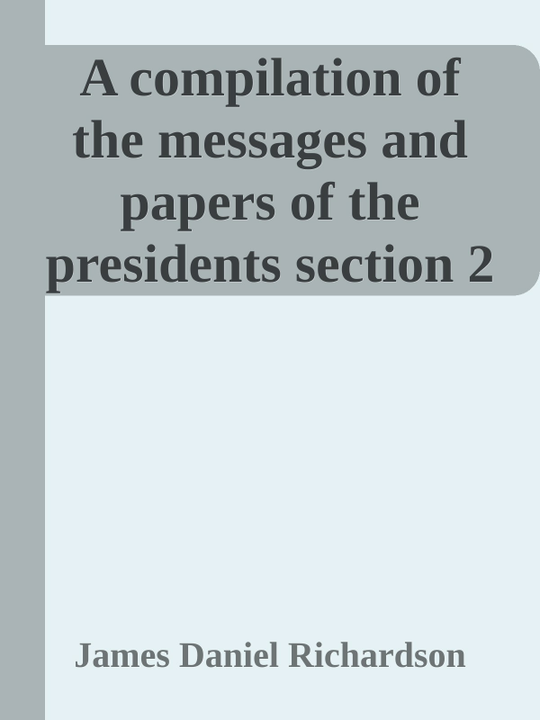 A compilation of
the messages and
papers of the
presidents section 2
James Daniel Richardson